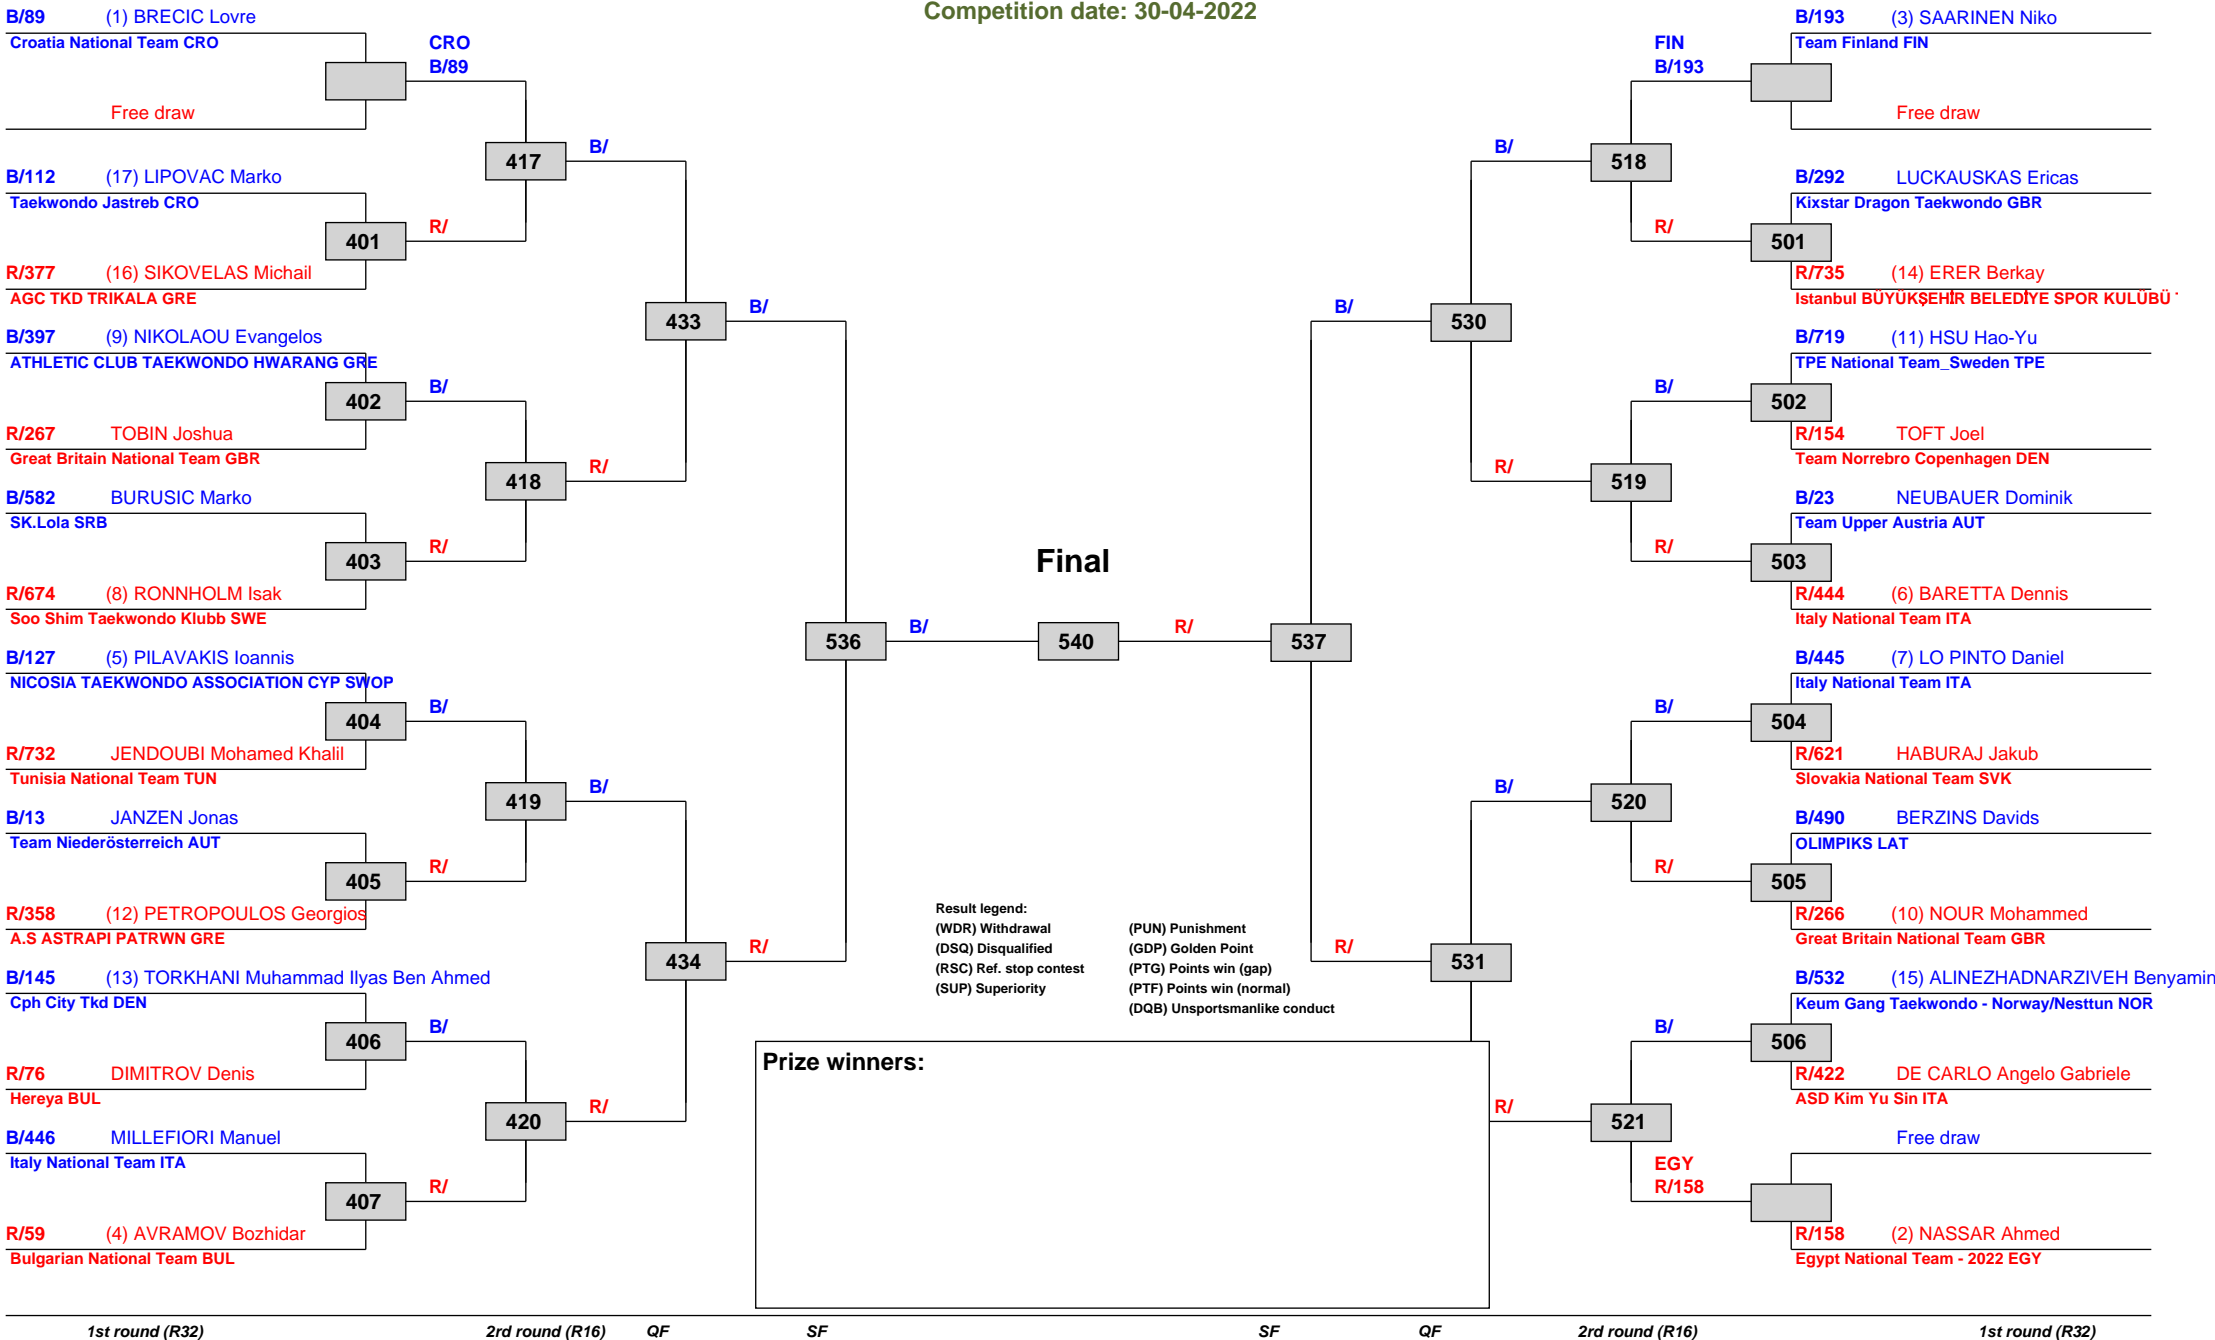 Competition date: 30-04-2022
B/89 (1) BRECIC Lovre
Croatia National Team CRO
Free draw
CRO
B/89
B/112 (17) LIPOVAC Marko
Taekwondo Jastreb CRO
401
R/377 (16) SIKOVELAS Michail
AGC TKD TRIKALA GRE
R/
417
B/
B/397 (9) NIKOLAOU Evangelos
ATHLETIC CLUB TAEKWONDO HWARANG GRE
402
R/267 TOBIN Joshua
Great Britain National Team GBR
B/
B/582 BURUSIC Marko
SK.Lola SRB
403
R/674 (8) RONNHOLM Isak
Soo Shim Taekwondo Klubb SWE
R/
418
R/
433
B/
B/127 (5) PILAVAKIS Ioannis
NICOSIA TAEKWONDO ASSOCIATION CYP SWOP
404
R/732 JENDOUBI Mohamed Khalil
Tunisia National Team TUN
B/
B/13 JANZEN Jonas
Team Niederösterreich AUT
405
R/358 (12) PETROPOULOS Georgios
A.S ASTRAPI PATRWN GRE
R/
419
B/
B/145 (13) TORKHANI Muhammad Ilyas Ben Ahmed
Cph City Tkd DEN
406
R/76 DIMITROV Denis
Hereya BUL
B/
B/446 MILLEFIORI Manuel
Italy National Team ITA
407
R/59 (4) AVRAMOV Bozhidar
Bulgarian National Team BUL
R/
420
R/
434
R/
536
B/
Final
540
R/
537
B/193 (3) SAARINEN Niko
Team Finland FIN
Free draw
FIN
B/193
B/292 LUCKAUSKAS Ericas
Kixstar Dragon Taekwondo GBR
501
R/735 (14) ERER Berkay
Istanbul BÜYÜKŞEHİR BELEDİYE SPOR KULÜBÜ
R/
518
B/
B/719 (11) HSU Hao-Yu
TPE National Team_Sweden TPE
502
R/154 TOFT Joel
Team Norrebro Copenhagen DEN
B/
B/23 NEUBAUER Dominik
Team Upper Austria AUT
503
R/444 (6) BARETTA Dennis
Italy National Team ITA
R/
519
R/
530
B/
B/445 (7) LO PINTO Daniel
Italy National Team ITA
504
R/621 HABURAJ Jakub
Slovakia National Team SVK
B/
B/490 BERZINS Davids
OLIMPIKS LAT
505
R/266 (10) NOUR Mohammed
Great Britain National Team GBR
R/
520
B/
B/532 (15) ALINEZHADNARZIVEH Benyamin
Keum Gang Taekwondo - Norway/Nesttun NOR
506
R/422 DE CARLO Angelo Gabriele
ASD Kim Yu Sin ITA
B/
Free draw
R/158 (2) NASSAR Ahmed
Egypt National Team - 2022 EGY
EGY
R/158
521
R/
531
R/
Result legend:
(WDR) Withdrawal
(DSQ) Disqualified
(RSC) Ref. stop contest
(SUP) Superiority
(PUN) Punishment
(GDP) Golden Point
(PTG) Points win (gap)
(PTF) Points win (normal)
(DQB) Unsportsmanlike conduct
Prize winners:
1st round (R32) 2rd round (R16) QF SF SF QF 2rd round (R16) 1st round (R32)